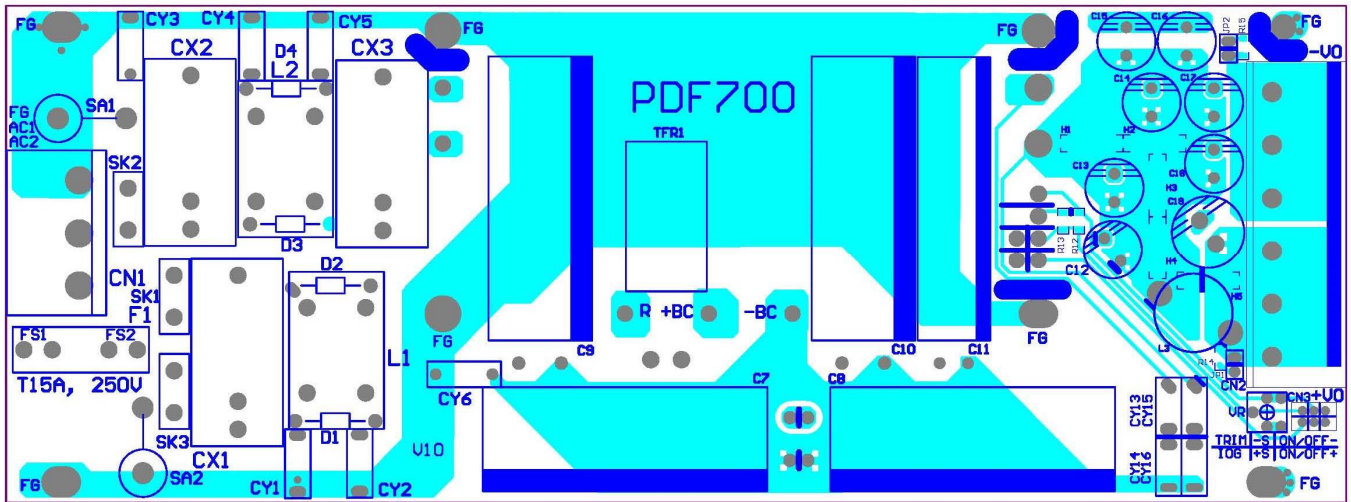 FG
CY3
CY4
CY5
FG
FG
C15
C16
JP2
R15
FG
CX2
D4
L2
CX3
-VO
C14
C17
PDF700
FG
AC1
AC2
SA1
TFR1
H1
H2
SK2
C13
H3
C18
D3
R13
R12
C12
H4
CN1
D2
SK1
F1
H5
FG
R +BC
-BC
FG
FS1
FS2
L1
C9
C10
C11
L3
R14
JP1
T15A, 250V
CY6
C7
C8
CN2
CY13
CY15
VR
CN3
+VO
SK3
D1
V10
TRIM -S ON/OFF-
TOG +S ON/OFF+
CX1
FG
SA2
CY1
CY2
CY14
CY16
FG